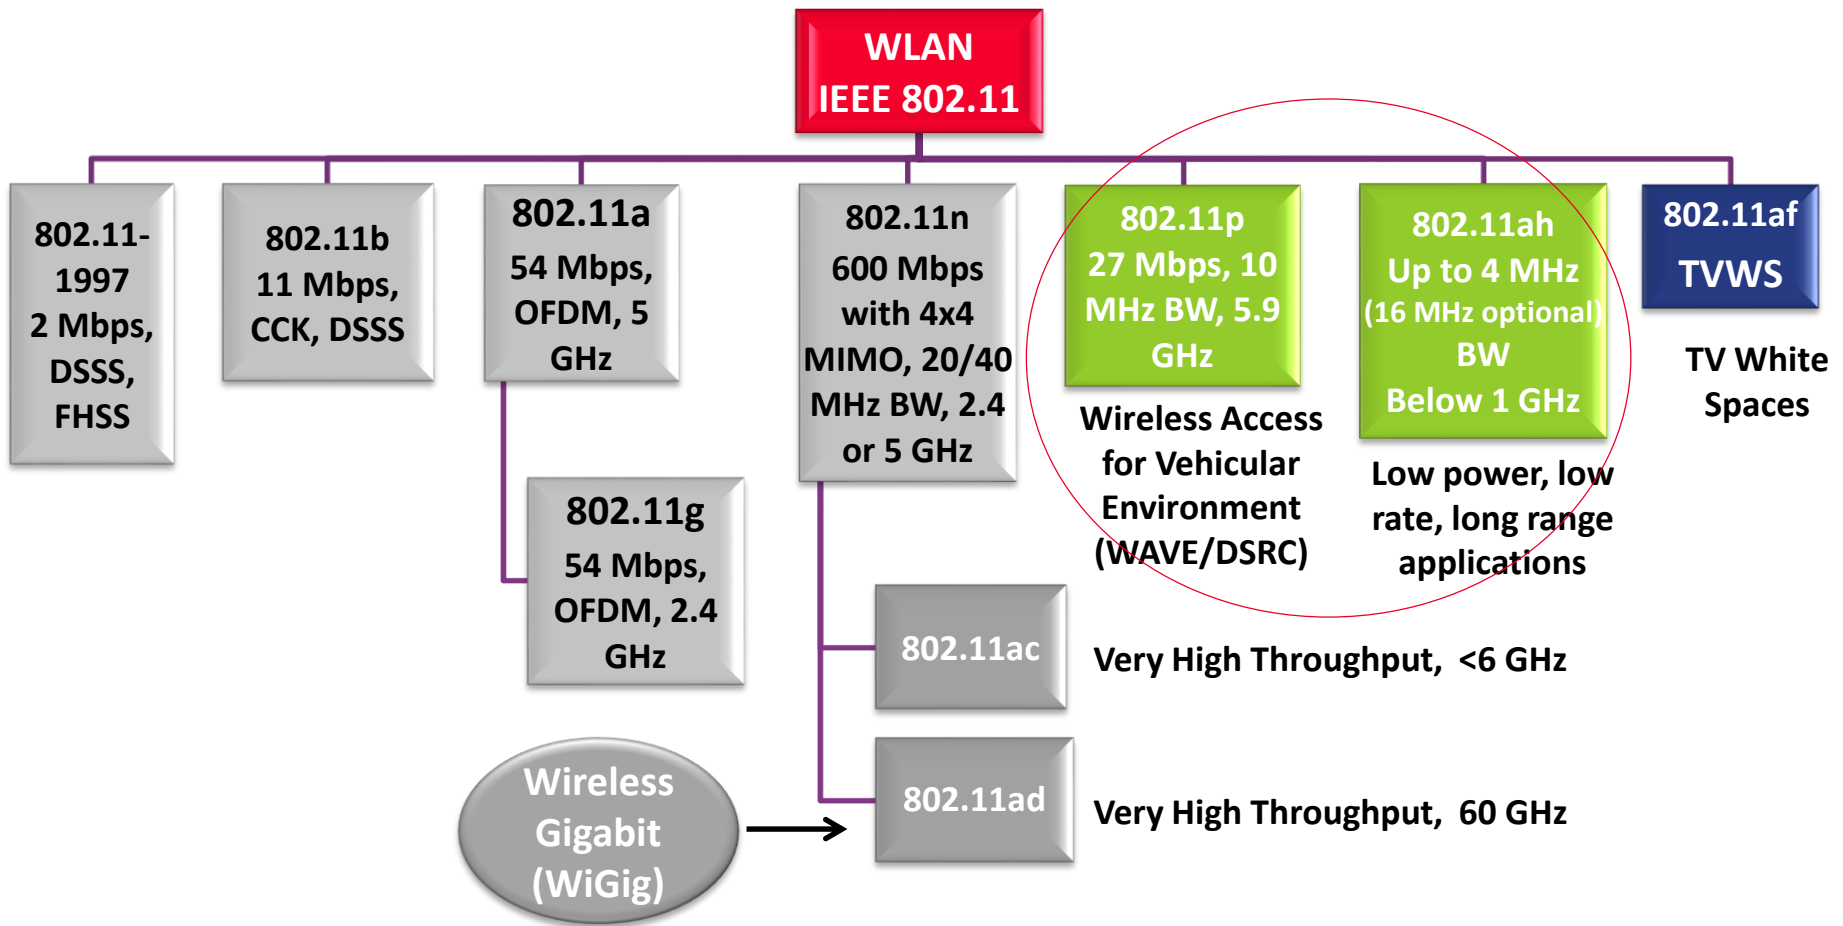 WLAN
IEEE 802.11
802.11-
1997
2 Mbps,
DSSS,
FHSS
802.11b
11 Mbps,
CCK, DSSS
802.11a
54 Mbps,
OFDM, 5
GHz
802.11g
54 Mbps,
OFDM, 2.4
GHz
802.11n
600 Mbps
with 4x4
MIMO, 20/40
MHz BW, 2.4
or 5 GHz
802.11p
27 Mbps, 10
MHz BW, 5.9
GHz
Wireless Access
for Vehicular
Environment
(WAVE/DSRC)
802.11ah
Up to 4 MHz
(16 MHz optional)
BW
Below 1 GHz
Low power, low
rate, long range
applications
802.11af
TVWS
TV White
Spaces
802.11ac
Very High Throughput, <6 GHz
Wireless
Gigabit
(WiGig)
802.11ad
Very High Throughput, 60 GHz